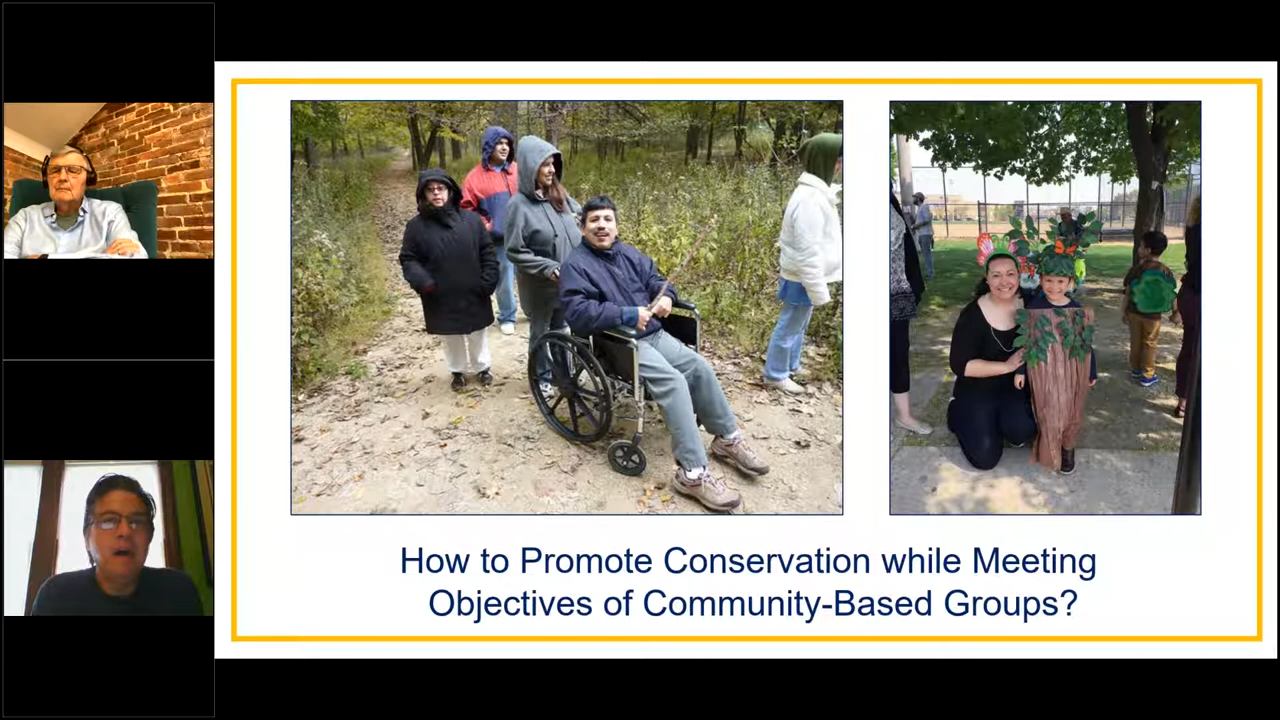 How to Promote Conservation while Meeting
Objectives of Community-Based Groups?